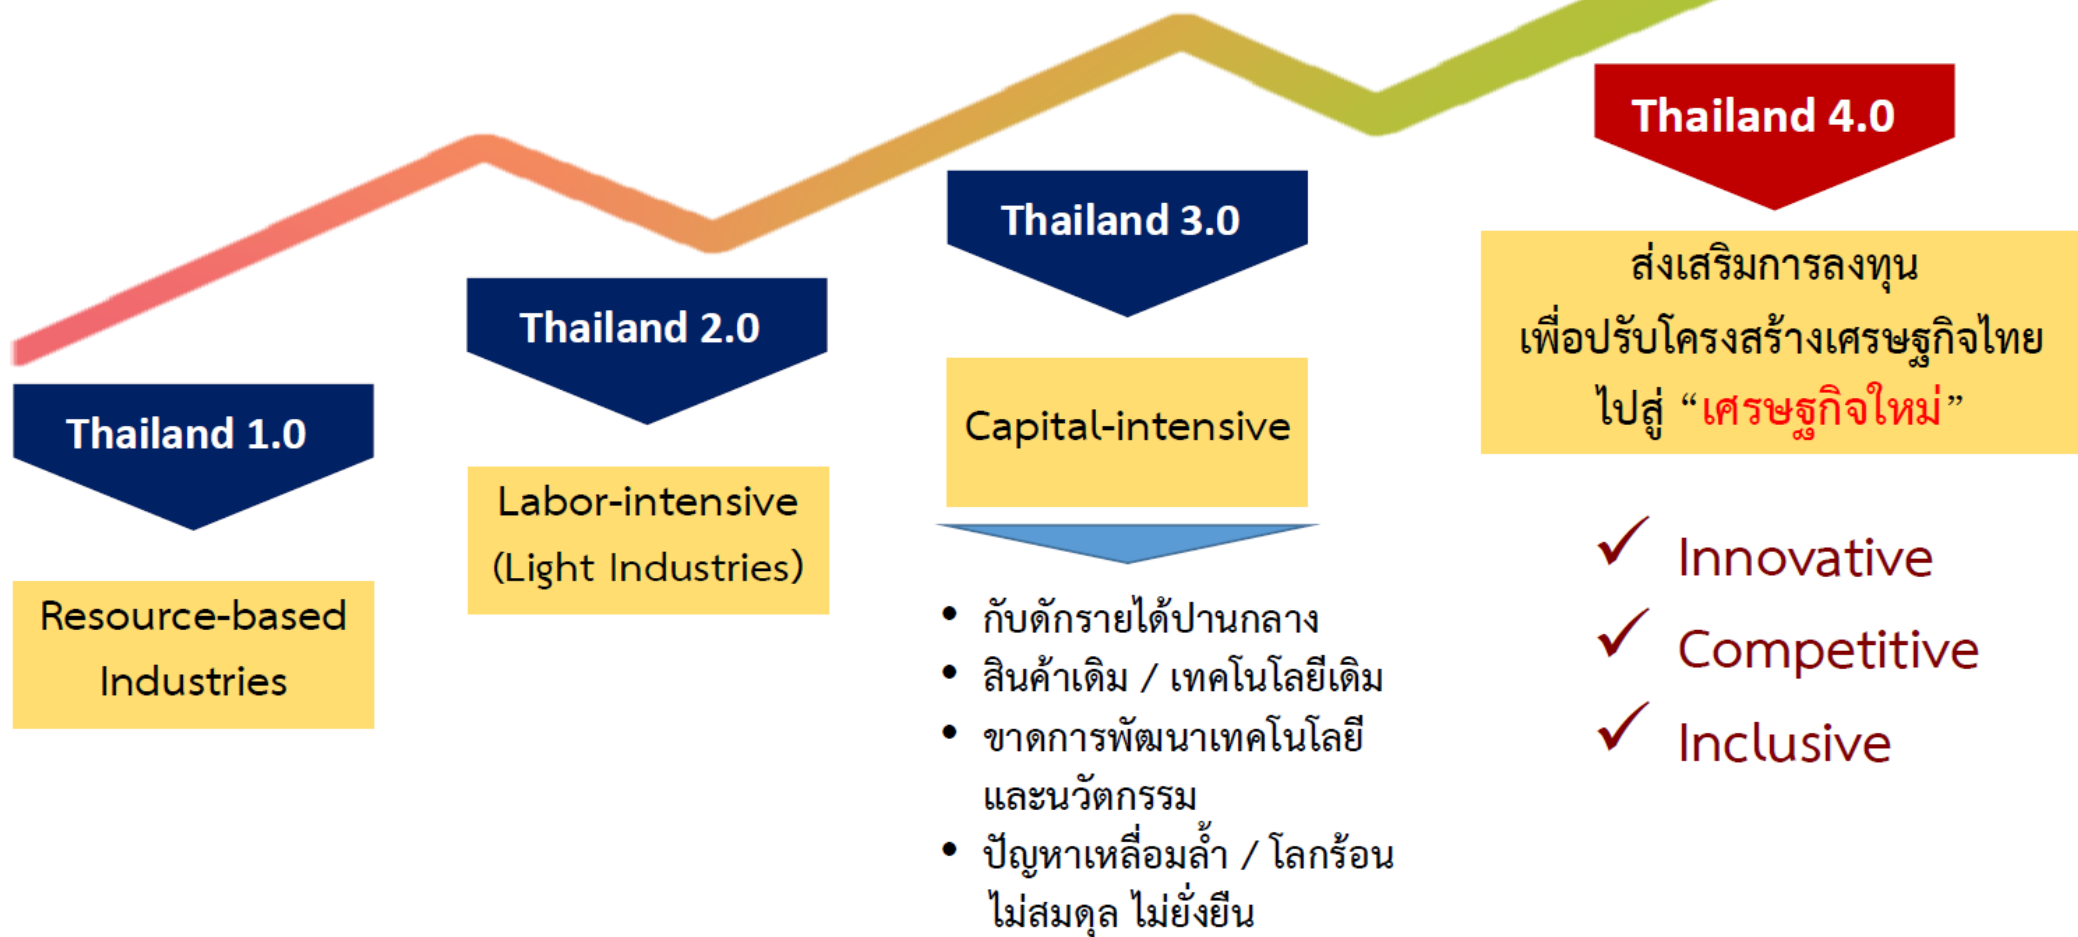 Thailand 1.0
Resource-based
Industries
Thailand 2.0
Labor-intensive
(Light Industries)
Thailand 3.0
Capital-intensive
• กับดักรายได้ปานกลาง
• สินค้าเดิม / เทคโนโลยีเดิม
• ขาดการพัฒนาเทคโนโลยี
และนวัตกรรม
• ปัญหาเหลื่อมล้ำ / โลกร้อน
ไม่สมดุล ไม่ยั่งยืน
Thailand 4.0
ส่งเสริมการลงทุน
เพื่อปรับโครงสร้างเศรษฐกิจไทย
ไปสู่ “เศรษฐกิจใหม่”
✓ Innovative
✓ Competitive
✓ Inclusive